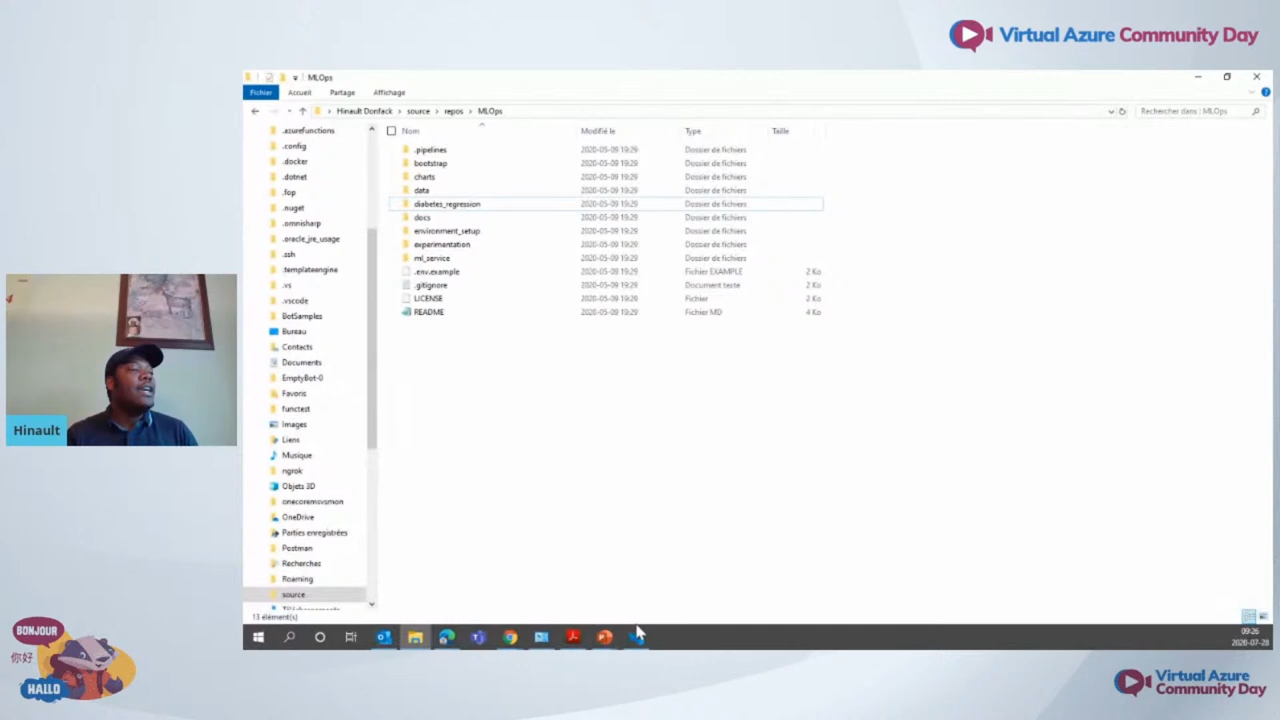 Virtual Azure Community Day
MLOps
Fichier Accueil Partage Affichage
Hinault Donfack > source > repos > MLOps
Rechercher dans : MLOps
Nom Modifié le Type Taille
.azurefunctions
.config
.docker
.dotnet
.fop
.nuget
.omnisharp
.oracle_jre_usage
.ssh
.templateengine
.vs
.vscode
BotSamples
Bureau
Contacts
Documents
EmptyBot-0
Favoris
functest
Images
Liens
Musique
ngrok
Objets 3D
onecoremsvsmon
OneDrive
Parties enregistrées
Postman
Recherches
Roaming
source
Téléchargements
.pipelines 2020-05-09 19:29 Dossier de fichiers
bootstrap 2020-05-09 19:29 Dossier de fichiers
charts 2020-05-09 19:29 Dossier de fichiers
data 2020-05-09 19:29 Dossier de fichiers
diabetes_regression 2020-05-09 19:29 Dossier de fichiers
docs 2020-05-09 19:29 Dossier de fichiers
environment_setup 2020-05-09 19:29 Dossier de fichiers
experimentation 2020-05-09 19:29 Dossier de fichiers
ml_service 2020-05-09 19:29 Dossier de fichiers
.env.example 2020-05-09 19:29 Fichier EXAMPLE 2 Ko
.gitignore 2020-05-09 19:29 Document texte 2 Ko
LICENSE 2020-05-09 19:29 Fichier 2 Ko
README 2020-05-09 19:29 Fichier MD 4 Ko
13 élément(s)
09:26
2020-07-28
Hinault
BONJOUR
你好
HALLO
Virtual Azure
Community Day